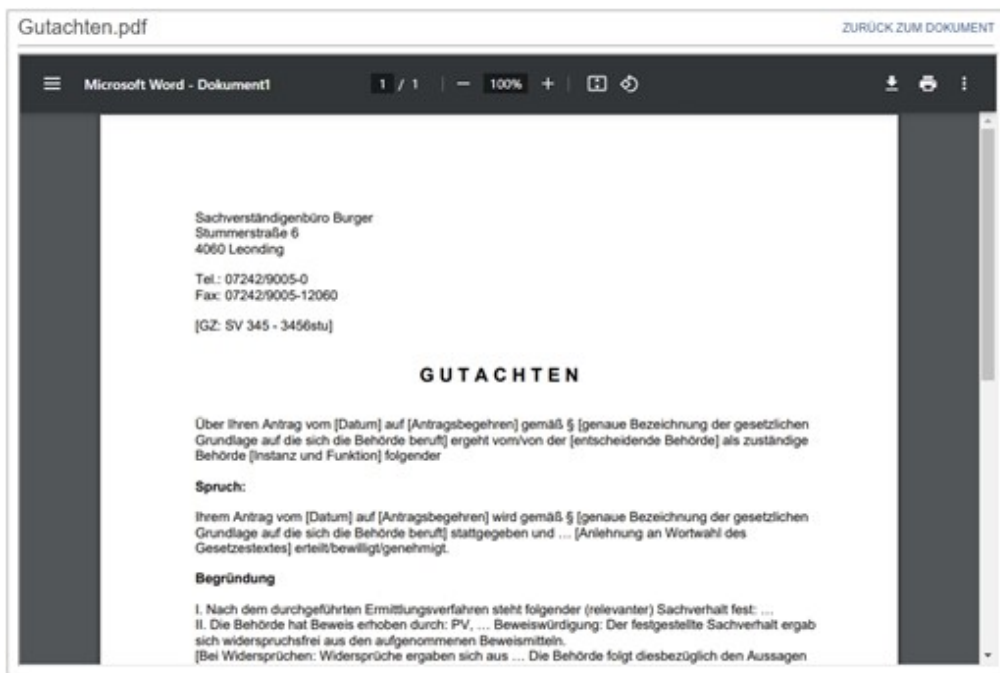 Gutachten.pdf
ZURÜCK ZUM DOKUMENT
Microsoft Word - Dokument1
1 / 1
100%
Sachverständigenbüro Burger
Stummerstraße 6
4060 Leonding
Tel.: 07242/9005-0
Fax: 07242/9005-12060
[GZ: SV 345 - 3456stu]
GUTACHTEN
Über Ihren Antrag vom [Datum] auf [Antragsbegehren] gemäß § [genaue Bezeichnung der gesetzlichen
Grundlage auf die sich die Behörde beruft] ergeht vom/von der [entscheidende Behörde] als zuständige
Behörde [Instanz und Funktion] folgender
Spruch:
Ihrem Antrag vom [Datum] auf [Antragsbegehren] wird gemäß § [genaue Bezeichnung der gesetzlichen
Grundlage auf die sich die Behörde beruft] stattgegeben und … [Anlehnung an Wortwahl des
Gesetzestextes] erteilt/bewilligt/genehmigt.
Begründung
I. Nach dem durchgeführten Ermittlungsverfahren steht folgender (relevanter) Sachverhalt fest: …
II. Die Behörde hat Beweis erhoben durch: PV, … Beweiswürdigung: Der festgestellte Sachverhalt ergab
sich widerspruchsfrei aus den aufgenommenen Beweismitteln.
[Bei Widersprüchen: Widersprüche ergaben sich aus … Die Behörde folgt diesbezüglich den Aussagen